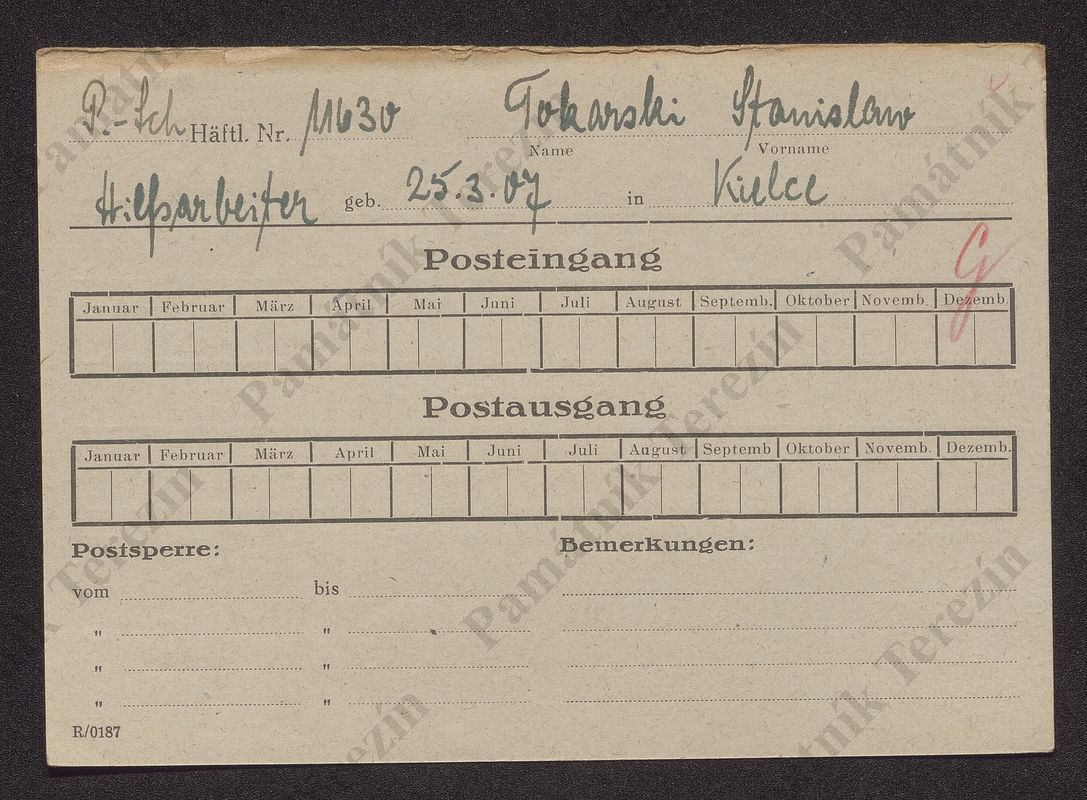 P.-Sch Häftl. Nr. 11630 Tokarski Stanislaw
Name Vorname
Hilfsarbeiter geb. 25.3.07 in Kielce
Posteingang
G
Januar Februar März April Mai Juni Juli August Septemb. Oktober Novemb. Dezemb.
Postausgang
Januar Februar März April Mai Juni Juli August Septemb Oktober Novemb. Dezemb.
Postsperre: Bemerkungen:
vom bis
" "
" "
" "
R/0187
Památník Terezín